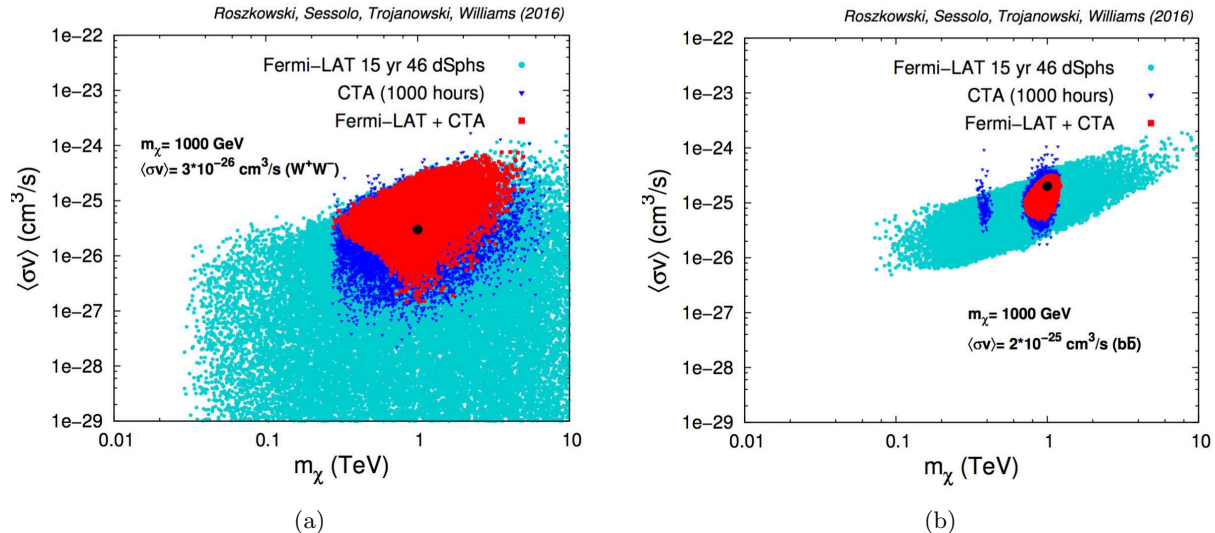 Roszkowski, Sessolo, Trojanowski, Williams (2016)
1e−22
1e−23
1e−24
1e−25
1e−26
1e−27
1e−28
1e−29
⟨σv⟩ (cm³/s)
Fermi−LAT 15 yr 46 dSphs
CTA (1000 hours)
Fermi−LAT + CTA
mχ= 1000 GeV
⟨σv⟩= 3*10⁻²⁶ cm³/s (W⁺W⁻)
0.01 0.1 1 10
mχ (TeV)
(a)
Roszkowski, Sessolo, Trojanowski, Williams (2016)
1e−22
1e−23
1e−24
1e−25
1e−26
1e−27
1e−28
1e−29
⟨σv⟩ (cm³/s)
Fermi−LAT 15 yr 46 dSphs
CTA (1000 hours)
Fermi−LAT + CTA
mχ= 1000 GeV
⟨σv⟩= 2*10⁻²⁵ cm³/s (bb̄)
0.01 0.1 1 10
mχ (TeV)
(b)